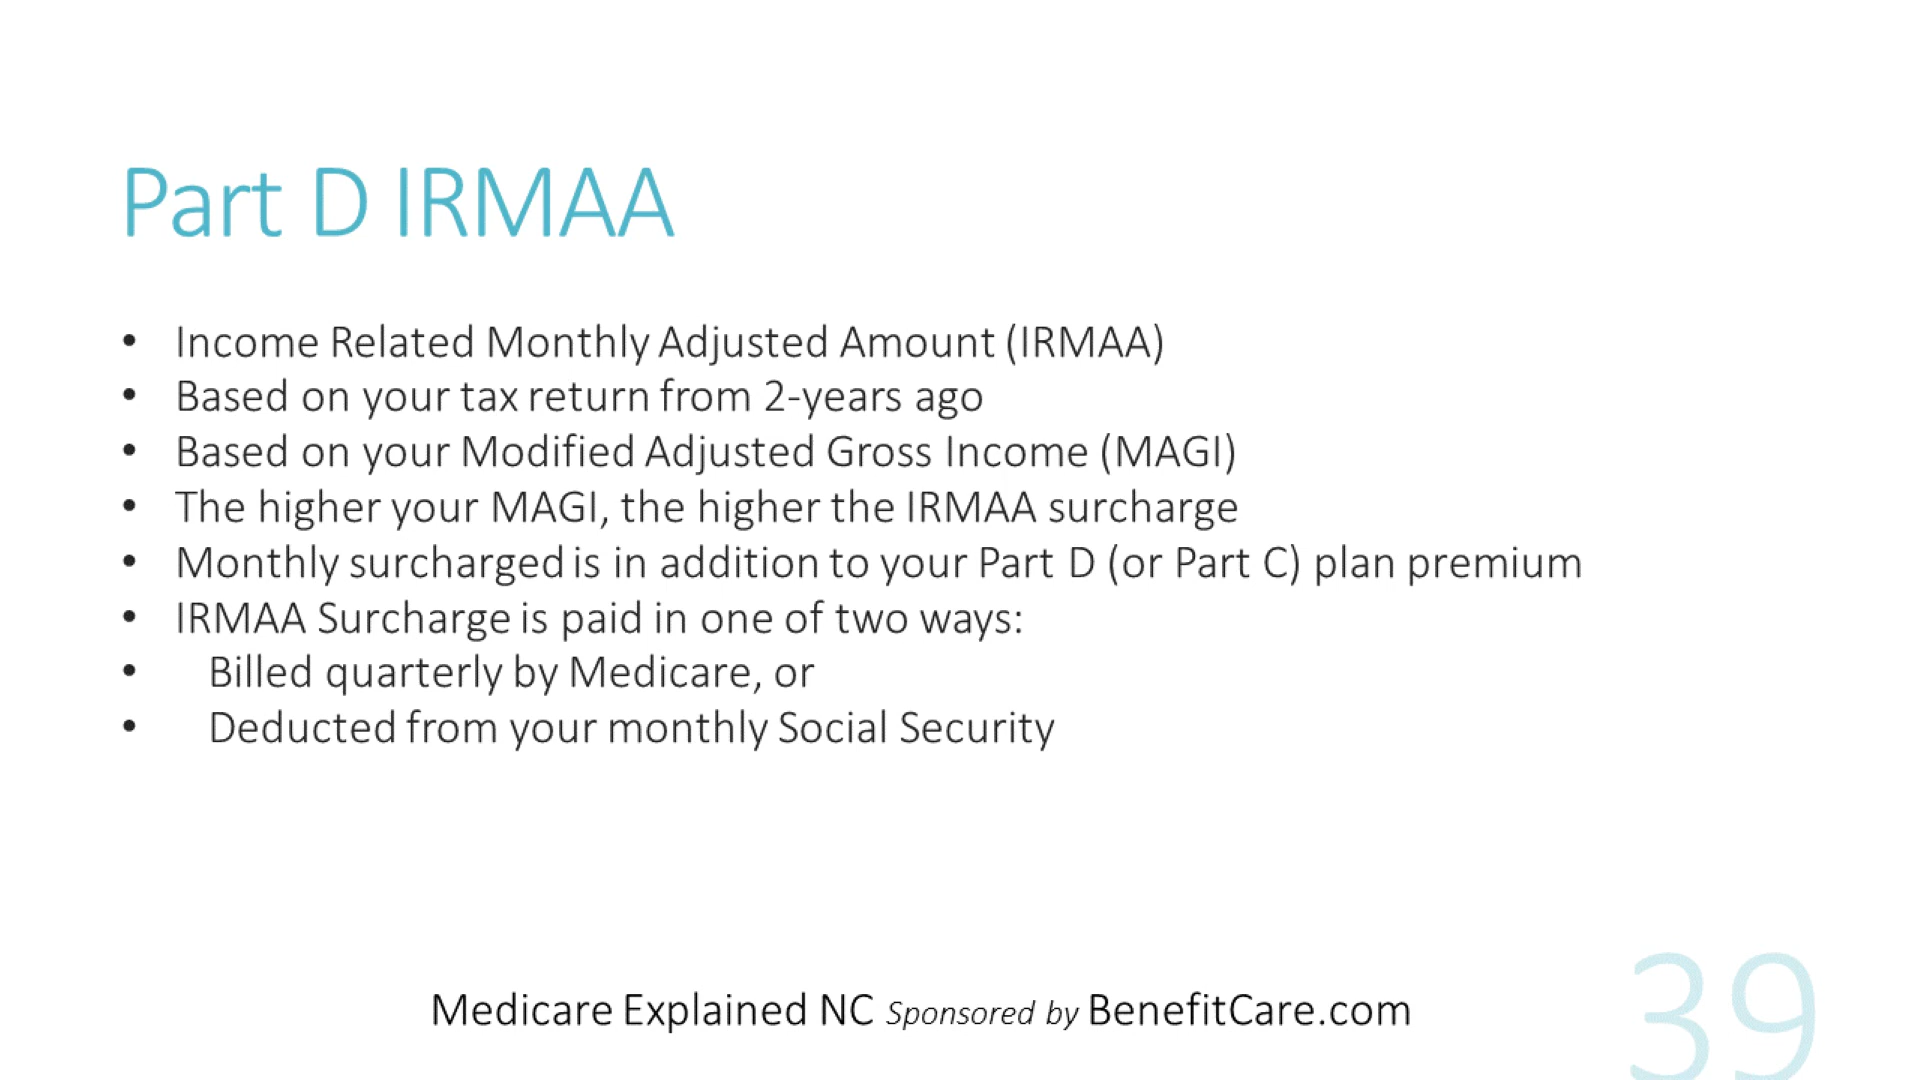 Part D IRMAA
• Income Related Monthly Adjusted Amount (IRMAA)
• Based on your tax return from 2-years ago
• Based on your Modified Adjusted Gross Income (MAGI)
• The higher your MAGI, the higher the IRMAA surcharge
• Monthly surcharged is in addition to your Part D (or Part C) plan premium
• IRMAA Surcharge is paid in one of two ways:
• Billed quarterly by Medicare, or
• Deducted from your monthly Social Security
Medicare Explained NC Sponsored by BenefitCare.com
39